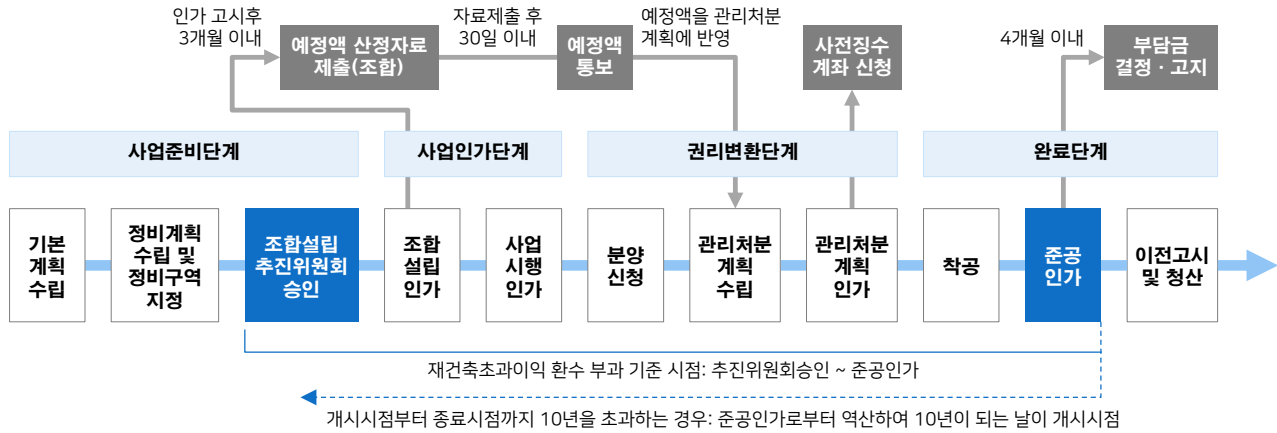 인가 고시후
3개월 이내
예정액 산정자료
제출(조합)
자료제출 후
30일 이내
예정액
통보
예정액을 관리처분
계획에 반영
사전징수
계좌 신청
4개월 이내
부담금
결정 · 고지
사업준비단계
사업인가단계
권리변환단계
완료단계
기본
계획
수립
정비계획
수립 및
정비구역
지정
조합설립
추진위원회
승인
조합
설립
인가
사업
시행
인가
분양
신청
관리처분
계획
수립
관리처분
계획
인가
착공
준공
인가
이전고시
및 청산
재건축초과이익 환수 부과 기준 시점: 추진위원회승인 ~ 준공인가
개시시점부터 종료시점까지 10년을 초과하는 경우: 준공인가로부터 역산하여 10년이 되는 날이 개시시점